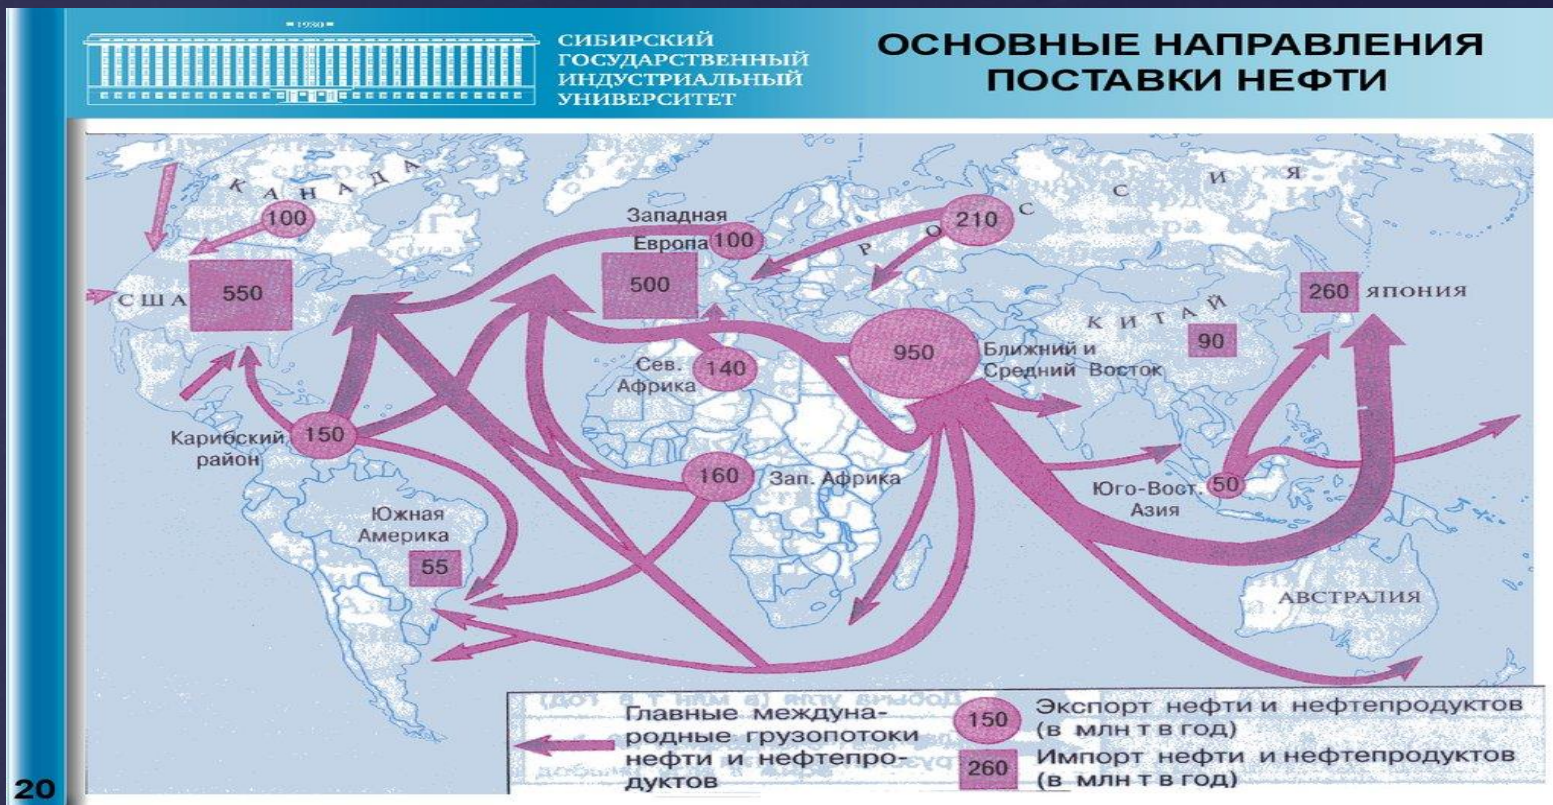 1930
СИБИРСКИЙ
ГОСУДАРСТВЕННЫЙ
ИНДУСТРИАЛЬНЫЙ
УНИВЕРСИТЕТ
ОСНОВНЫЕ НАПРАВЛЕНИЯ
ПОСТАВКИ НЕФТИ
КАНАДА
100
США
550
Западная
Европа
100
500
РОССИЯ
210
260
ЯПОНИЯ
КИТАЙ
90
950
Ближний и
Средний Восток
Сев.
Африка
140
Карибский
район
150
160
Зап. Африка
Юго-Вост.
Азия
50
Южная
Америка
55
АВСТРАЛИЯ
Главные междуна-
родные грузопотоки
нефти и нефтепро-
дуктов
150
Экспорт нефти и нефтепродуктов
(в млн т в год)
260
Импорт нефти и нефтепродуктов
(в млн т в год)
20